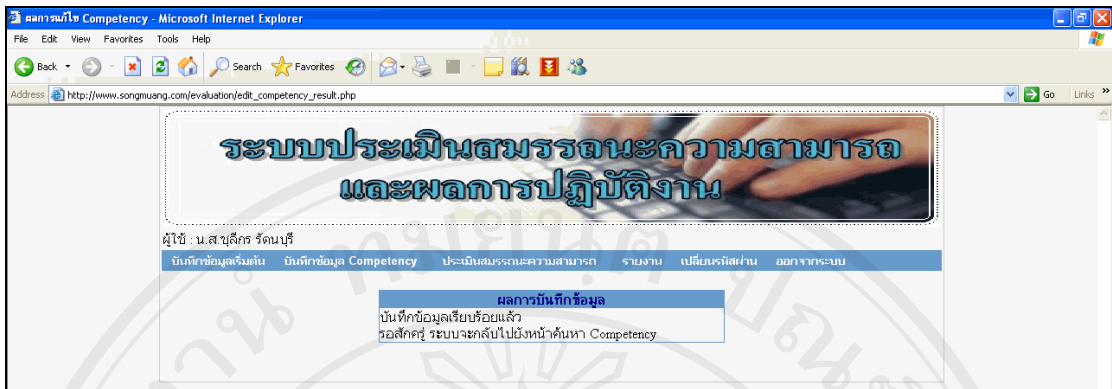 ผลการแก้ไข Competency - Microsoft Internet Explorer
File Edit View Favorites Tools Help
Back Search Favorites
Address http://www.songmuang.com/evaluation/edit_competency_result.php Go Links »
ระบบประเมินสมรรถนะความสามารถ
และผลการปฏิบัติงาน
ผู้ใช้ : น.ส.ชุลีกร รัตนบุรี
บันทึกข้อมูลเริ่มต้น บันทึกข้อมูล Competency ประเมินสมรรถนะความสามารถ รายงาน เปลี่ยนรหัสผ่าน ออกจากระบบ
ผลการบันทึกข้อมูล
บันทึกข้อมูลเรียบร้อยแล้ว
รอสักครู่ ระบบจะกลับไปยังหน้าค้นหา Competency